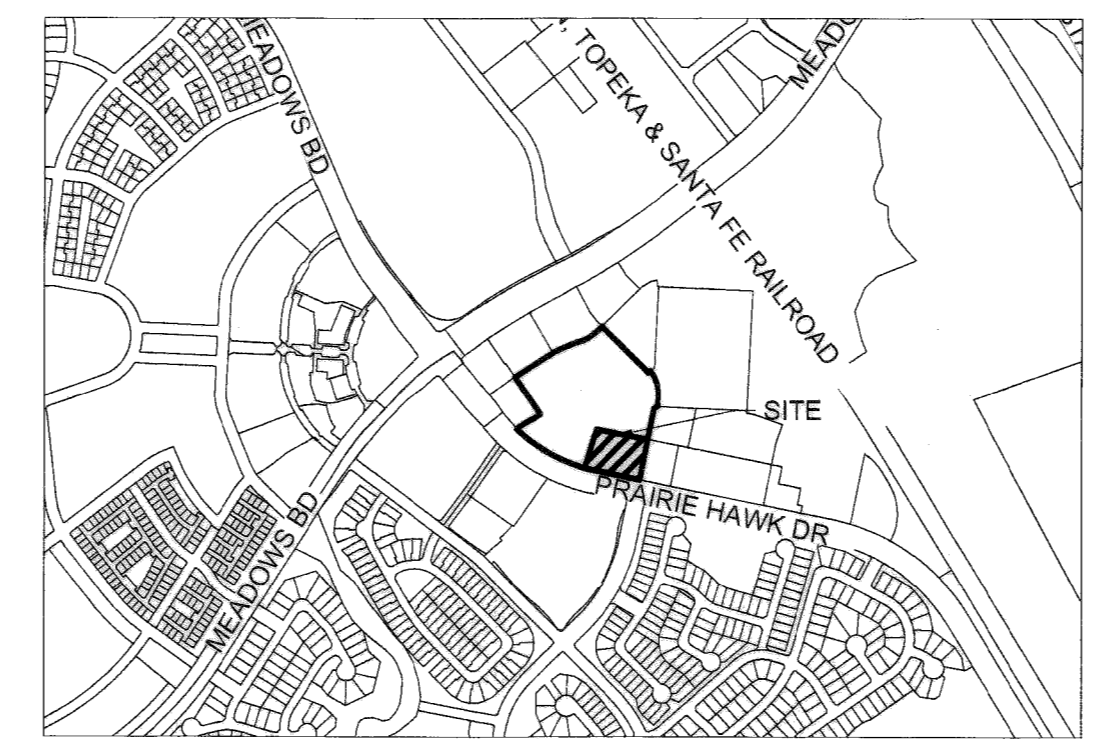 MEADOWS BD
N, TOPEKA & SANTA FE RAILROAD
MEADO
SITE
PRAIRIE HAWK DR
MEADOWS BD